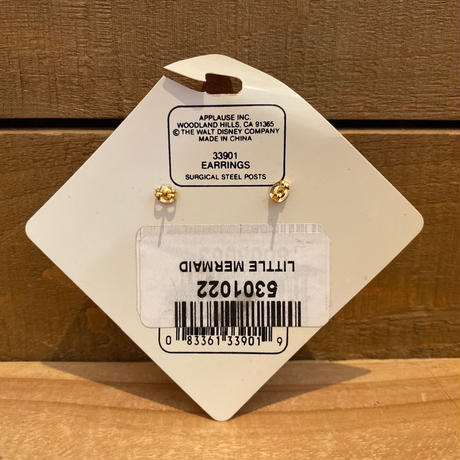 APPLAUSE INC.
WOODLAND HILLS, CA 91365
© THE WALT DISNEY COMPANY
MADE IN CHINA
33901
EARRINGS
SURGICAL STEEL POSTS
LITTLE MERMAID
5301022
0 83361 33901 9